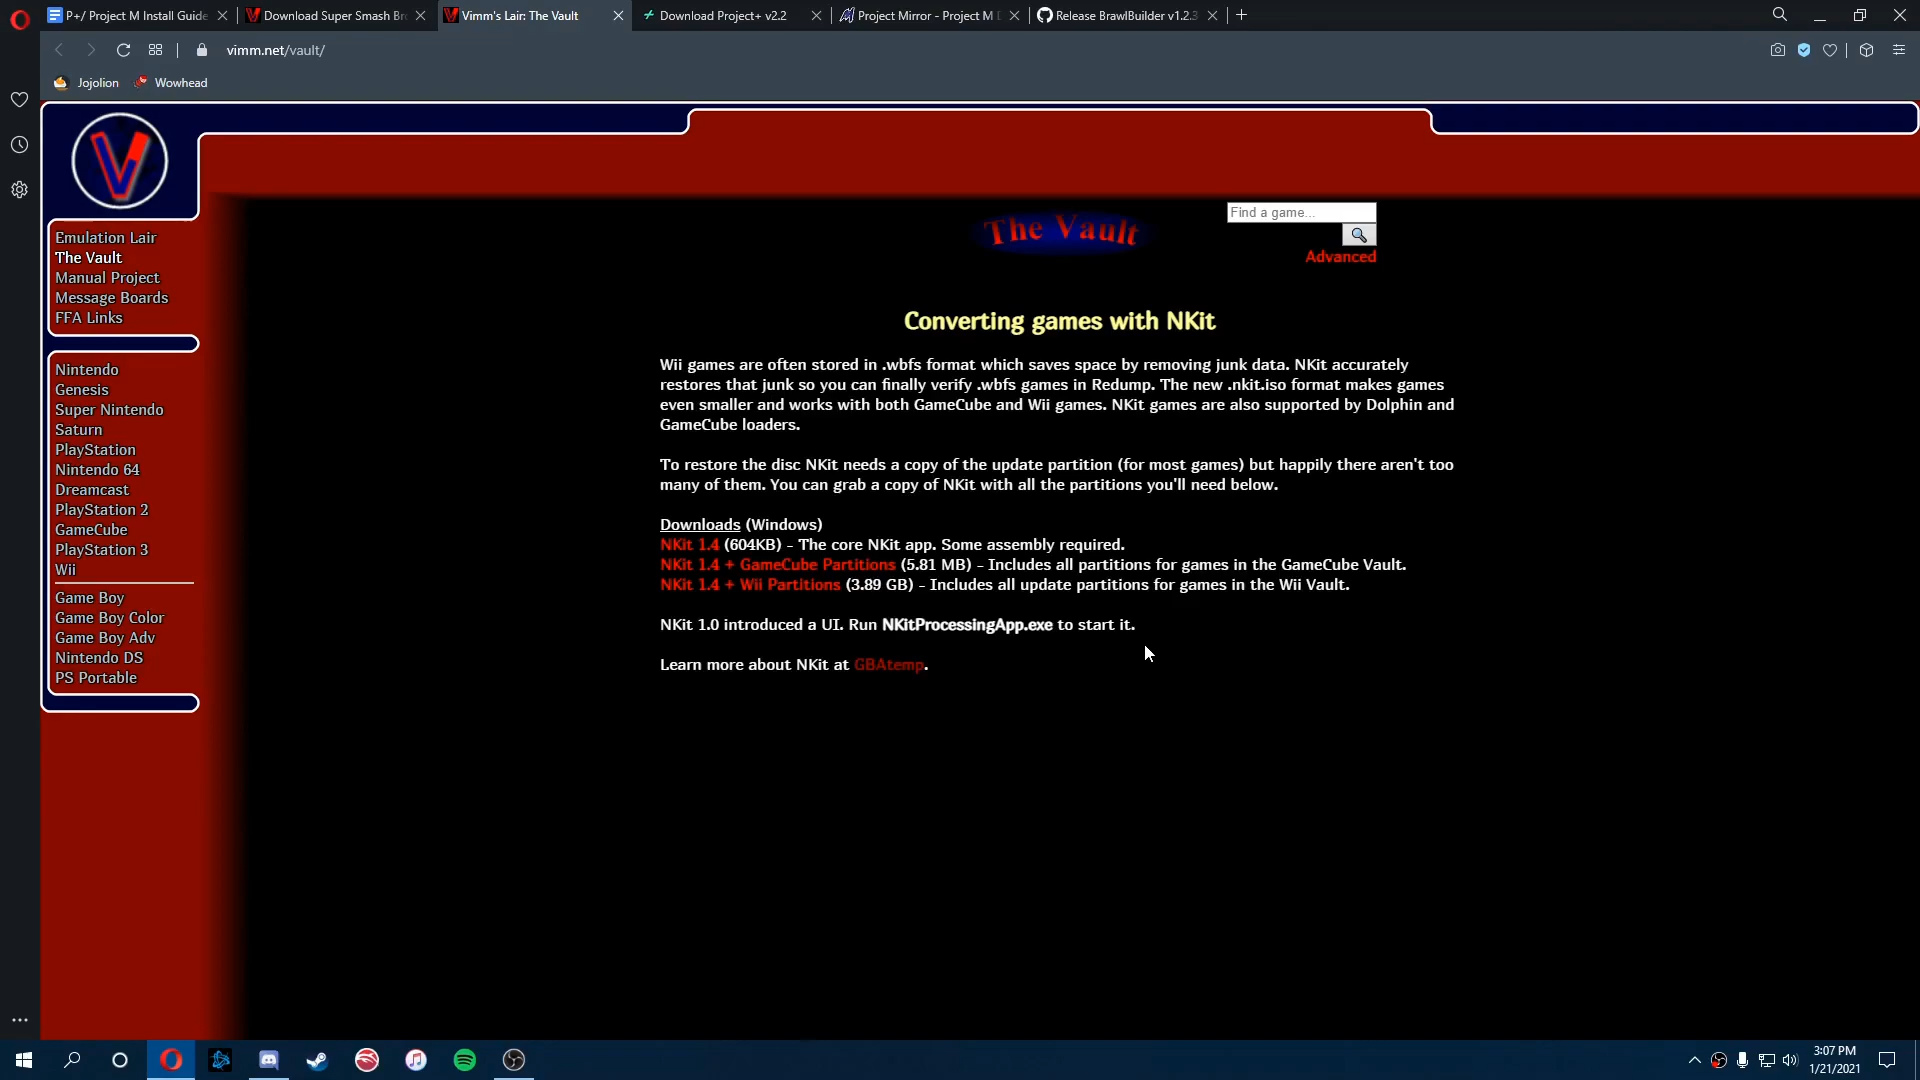 P+/ Project M Install Guide
Download Super Smash Br
Vimm's Lair: The Vault
Download Project+ v2.2
Project Mirror - Project M D
Release BrawlBuilder v1.2.3
vimm.net/vault/
Jojolion
Wowhead
V
The Vault
Find a game...
Advanced
Emulation Lair
The Vault
Manual Project
Message Boards
FFA Links
Nintendo
Genesis
Super Nintendo
Saturn
PlayStation
Nintendo 64
Dreamcast
PlayStation 2
GameCube
PlayStation 3
Wii
Game Boy
Game Boy Color
Game Boy Adv
Nintendo DS
PS Portable
Converting games with NKit
Wii games are often stored in .wbfs format which saves space by removing junk data. NKit accurately
restores that junk so you can finally verify .wbfs games in Redump. The new .nkit.iso format makes games
even smaller and works with both GameCube and Wii games. NKit games are also supported by Dolphin and
GameCube loaders.
To restore the disc NKit needs a copy of the update partition (for most games) but happily there aren't too
many of them. You can grab a copy of NKit with all the partitions you'll need below.
Downloads (Windows)
NKit 1.4 (604KB) - The core NKit app. Some assembly required.
NKit 1.4 + GameCube Partitions (5.81 MB) - Includes all partitions for games in the GameCube Vault.
NKit 1.4 + Wii Partitions (3.89 GB) - Includes all update partitions for games in the Wii Vault.
NKit 1.0 introduced a UI. Run NKitProcessingApp.exe to start it.
Learn more about NKit at GBAtemp.
3:07 PM
1/21/2021